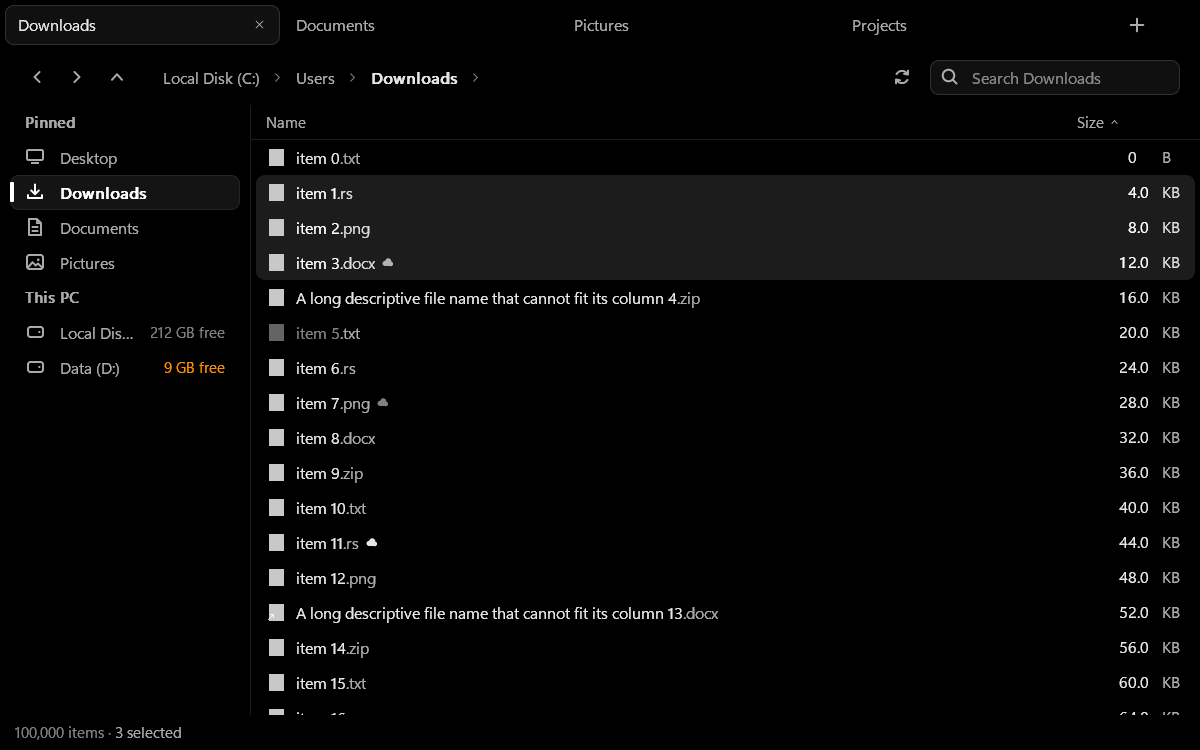 Downloads Documents Pictures Projects
Local Disk (C:) Users Downloads Search Downloads
Pinned
Desktop
Downloads
Documents
Pictures
This PC
Local Dis... 212 GB free
Data (D:) 9 GB free
Name Size
item 0.txt 0 B
item 1.rs 4.0 KB
item 2.png 8.0 KB
item 3.docx 12.0 KB
A long descriptive file name that cannot fit its column 4.zip 16.0 KB
item 5.txt 20.0 KB
item 6.rs 24.0 KB
item 7.png 28.0 KB
item 8.docx 32.0 KB
item 9.zip 36.0 KB
item 10.txt 40.0 KB
item 11.rs 44.0 KB
item 12.png 48.0 KB
A long descriptive file name that cannot fit its column 13.docx 52.0 KB
item 14.zip 56.0 KB
item 15.txt 60.0 KB
100,000 items · 3 selected